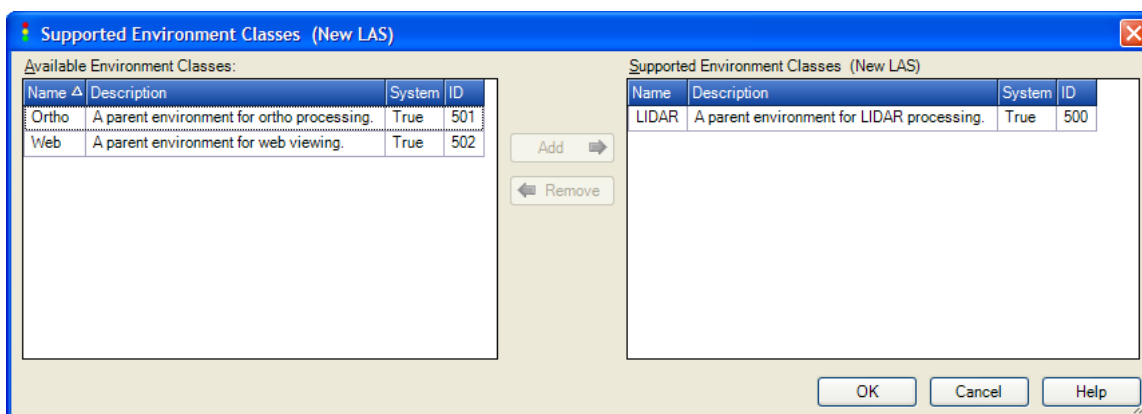 Supported Environment Classes (New LAS)
Available Environment Classes:
Name Description System ID
Ortho A parent environment for ortho processing. True 501
Web A parent environment for web viewing. True 502
Add
Remove
Supported Environment Classes (New LAS)
Name Description System ID
LIDAR A parent environment for LIDAR processing. True 500
OK Cancel Help